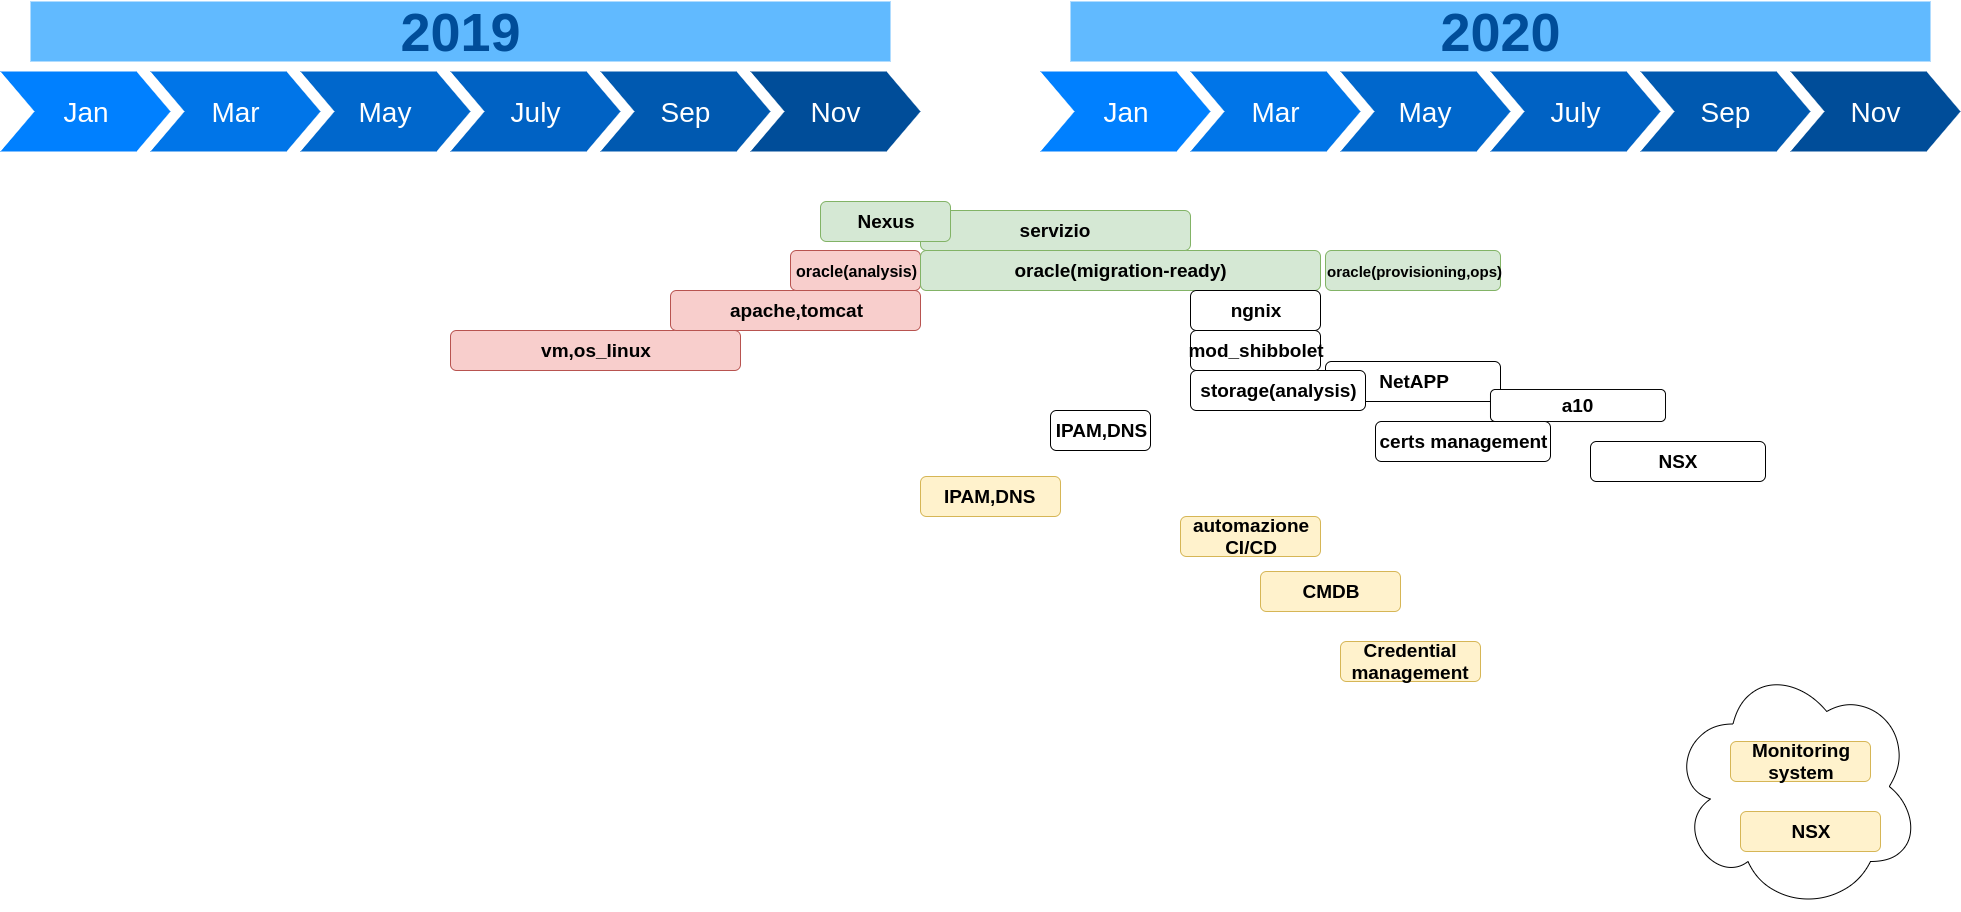 2019
2020
Jan
Mar
May
July
Sep
Nov
Jan
Mar
May
July
Sep
Nov
Nexus
servizio
oracle(analysis)
oracle(migration-ready)
oracle(provisioning,ops)
apache,tomcat
ngnix
vm,os_linux
mod_shibbolet
NetAPP
storage(analysis)
a10
IPAM,DNS
certs management
NSX
IPAM,DNS
automazione
CI/CD
CMDB
Credential
management
Monitoring
system
NSX